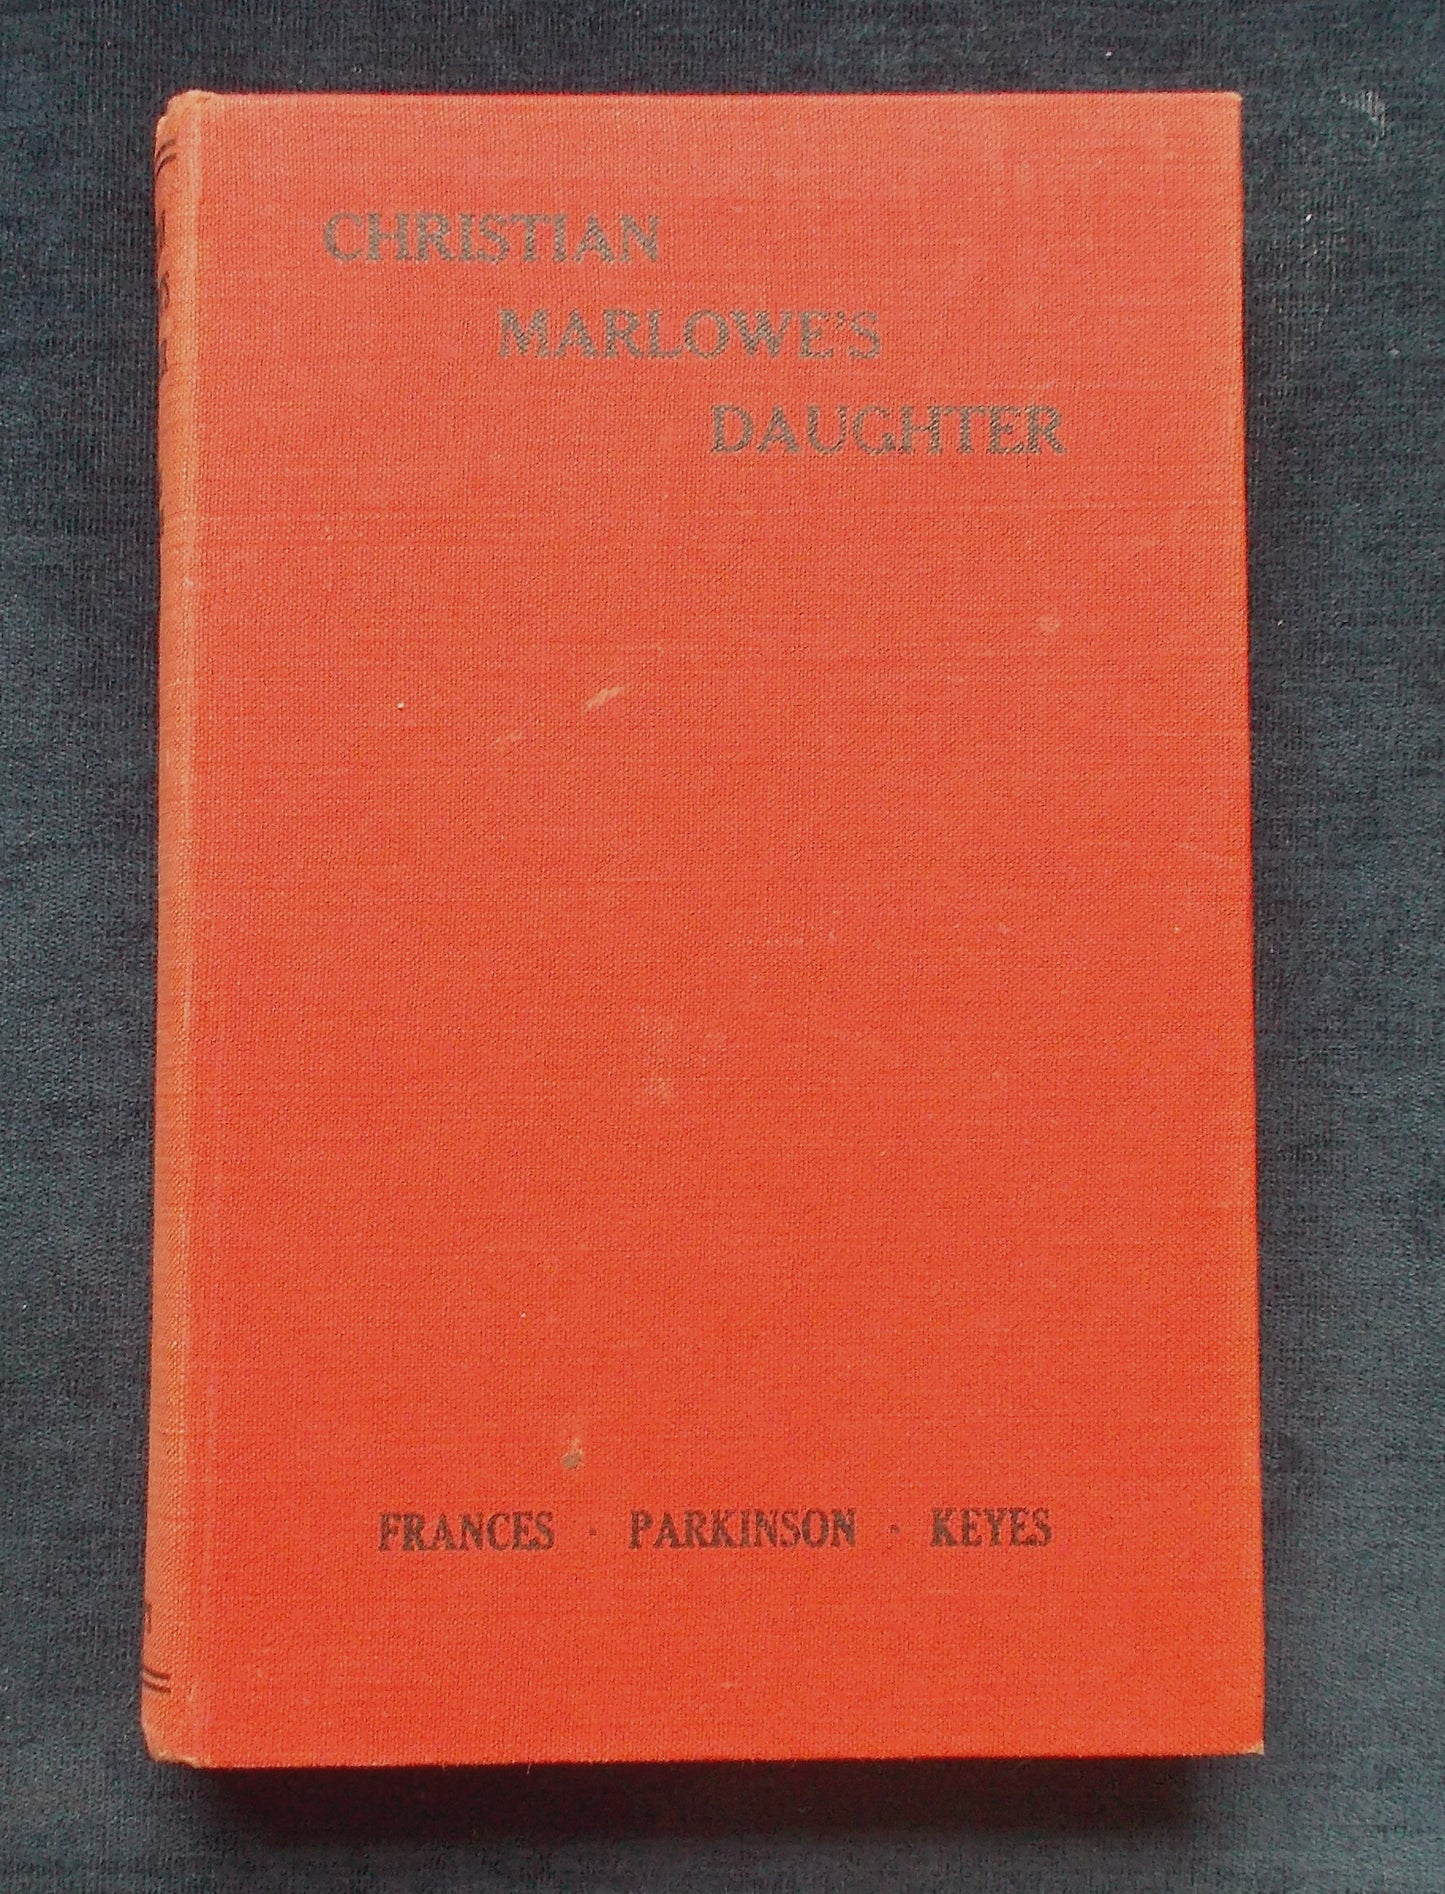 CHRISTIAN
MARLOWE'S
DAUGHTER
FRANCES · PARKINSON · KEYES